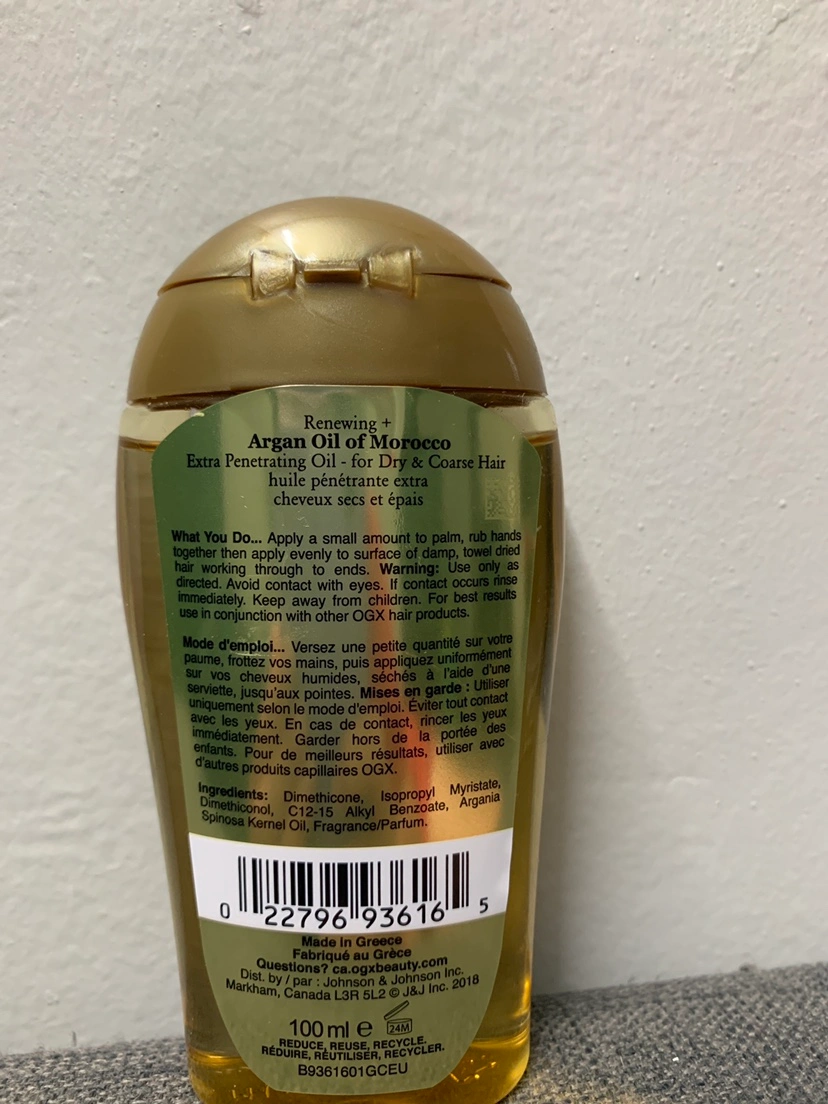 Renewing +
Argan Oil of Morocco
Extra Penetrating Oil - for Dry & Coarse Hair
huile pénétrante extra
cheveux secs et épais
What You Do... Apply a small amount to palm, rub hands
together then apply evenly to surface of damp, towel dried
hair working through to ends. Warning: Use only as
directed. Avoid contact with eyes. If contact occurs rinse
immediately. Keep away from children. For best results
use in conjunction with other OGX hair products.
Mode d'emploi... Versez une petite quantité sur votre
paume, frottez vos mains, puis appliquez uniformément
sur vos cheveux humides, séchés à l'aide d'une
serviette, jusqu'aux pointes. Mises en garde : Utiliser
uniquement selon le mode d'emploi. Éviter tout contact
avec les yeux. En cas de contact, rincer les yeux
immédiatement. Garder hors de la portée des
enfants. Pour de meilleurs résultats, utiliser avec
d'autres produits capillaires OGX.
Ingredients: Dimethicone, Isopropyl Myristate,
Dimethiconol, C12-15 Alkyl Benzoate, Argania
Spinosa Kernel Oil, Fragrance/Parfum.
0 22796 93616 5
Made in Greece
Fabriqué au Grèce
Questions? ca.ogxbeauty.com
Dist. by / par : Johnson & Johnson Inc.
Markham, Canada L3R 5L2 © J&J Inc. 2018
100 ml e 24M
REDUCE, REUSE, RECYCLE.
RÉDUIRE, RÉUTILISER, RECYCLER.
B9361601GCEU